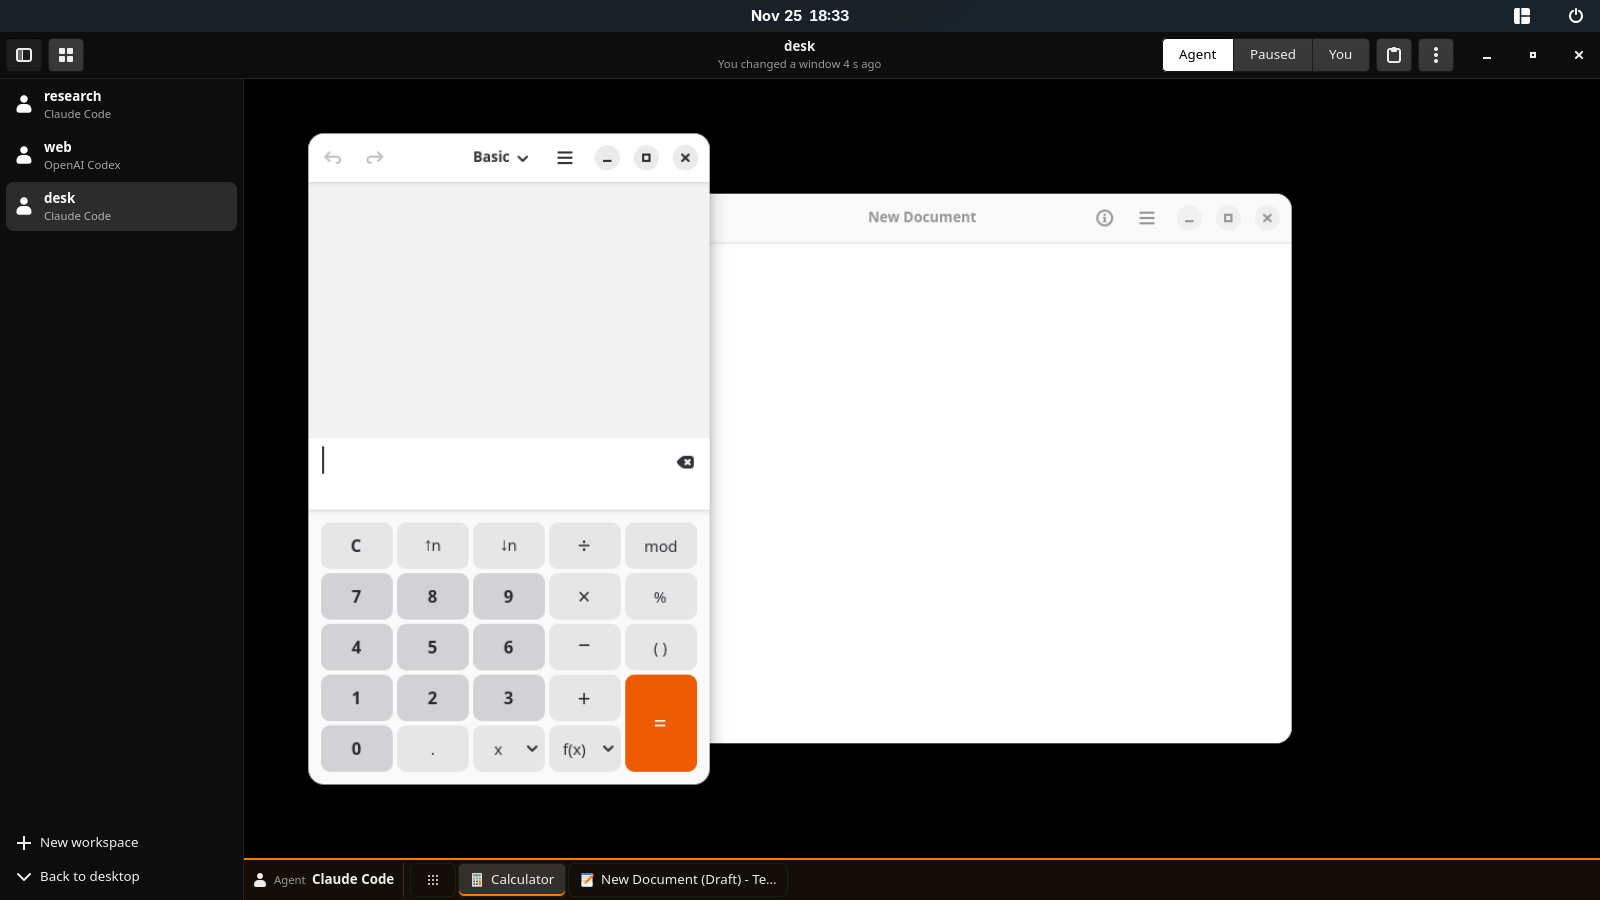 Nov 25 18:33
desk
You changed a window 4 s ago
Agent
Paused
You
research
Claude Code
web
OpenAI Codex
desk
Claude Code
Basic
New Document
C
↑n
↓n
÷
mod
7
8
9
×
%
4
5
6
−
( )
1
2
3
+
=
0
.
x
f(x)
New workspace
Back to desktop
Agent Claude Code
Calculator
New Document (Draft) - Te...